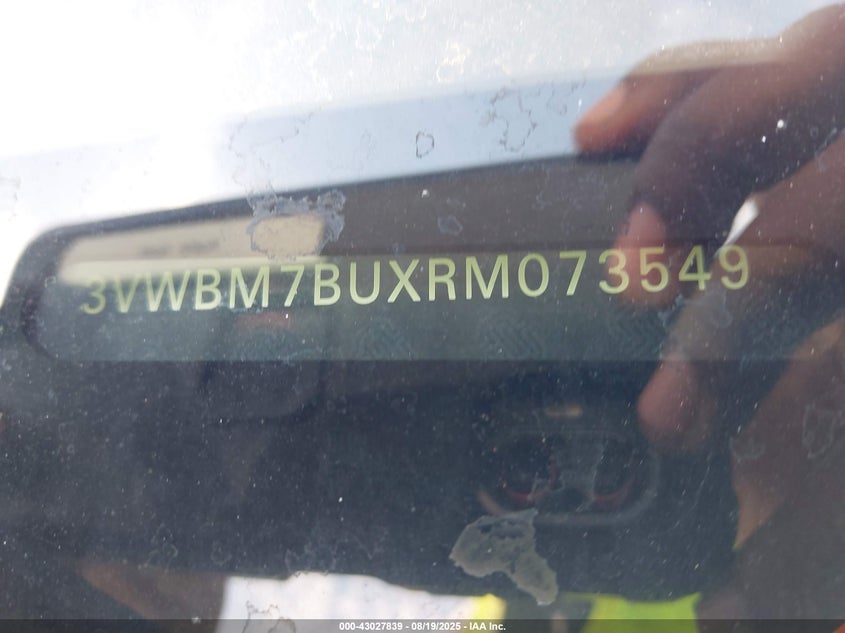 3VWBM7BUXRM073549
000-43027839 - 08/19/2025 - IAA Inc.